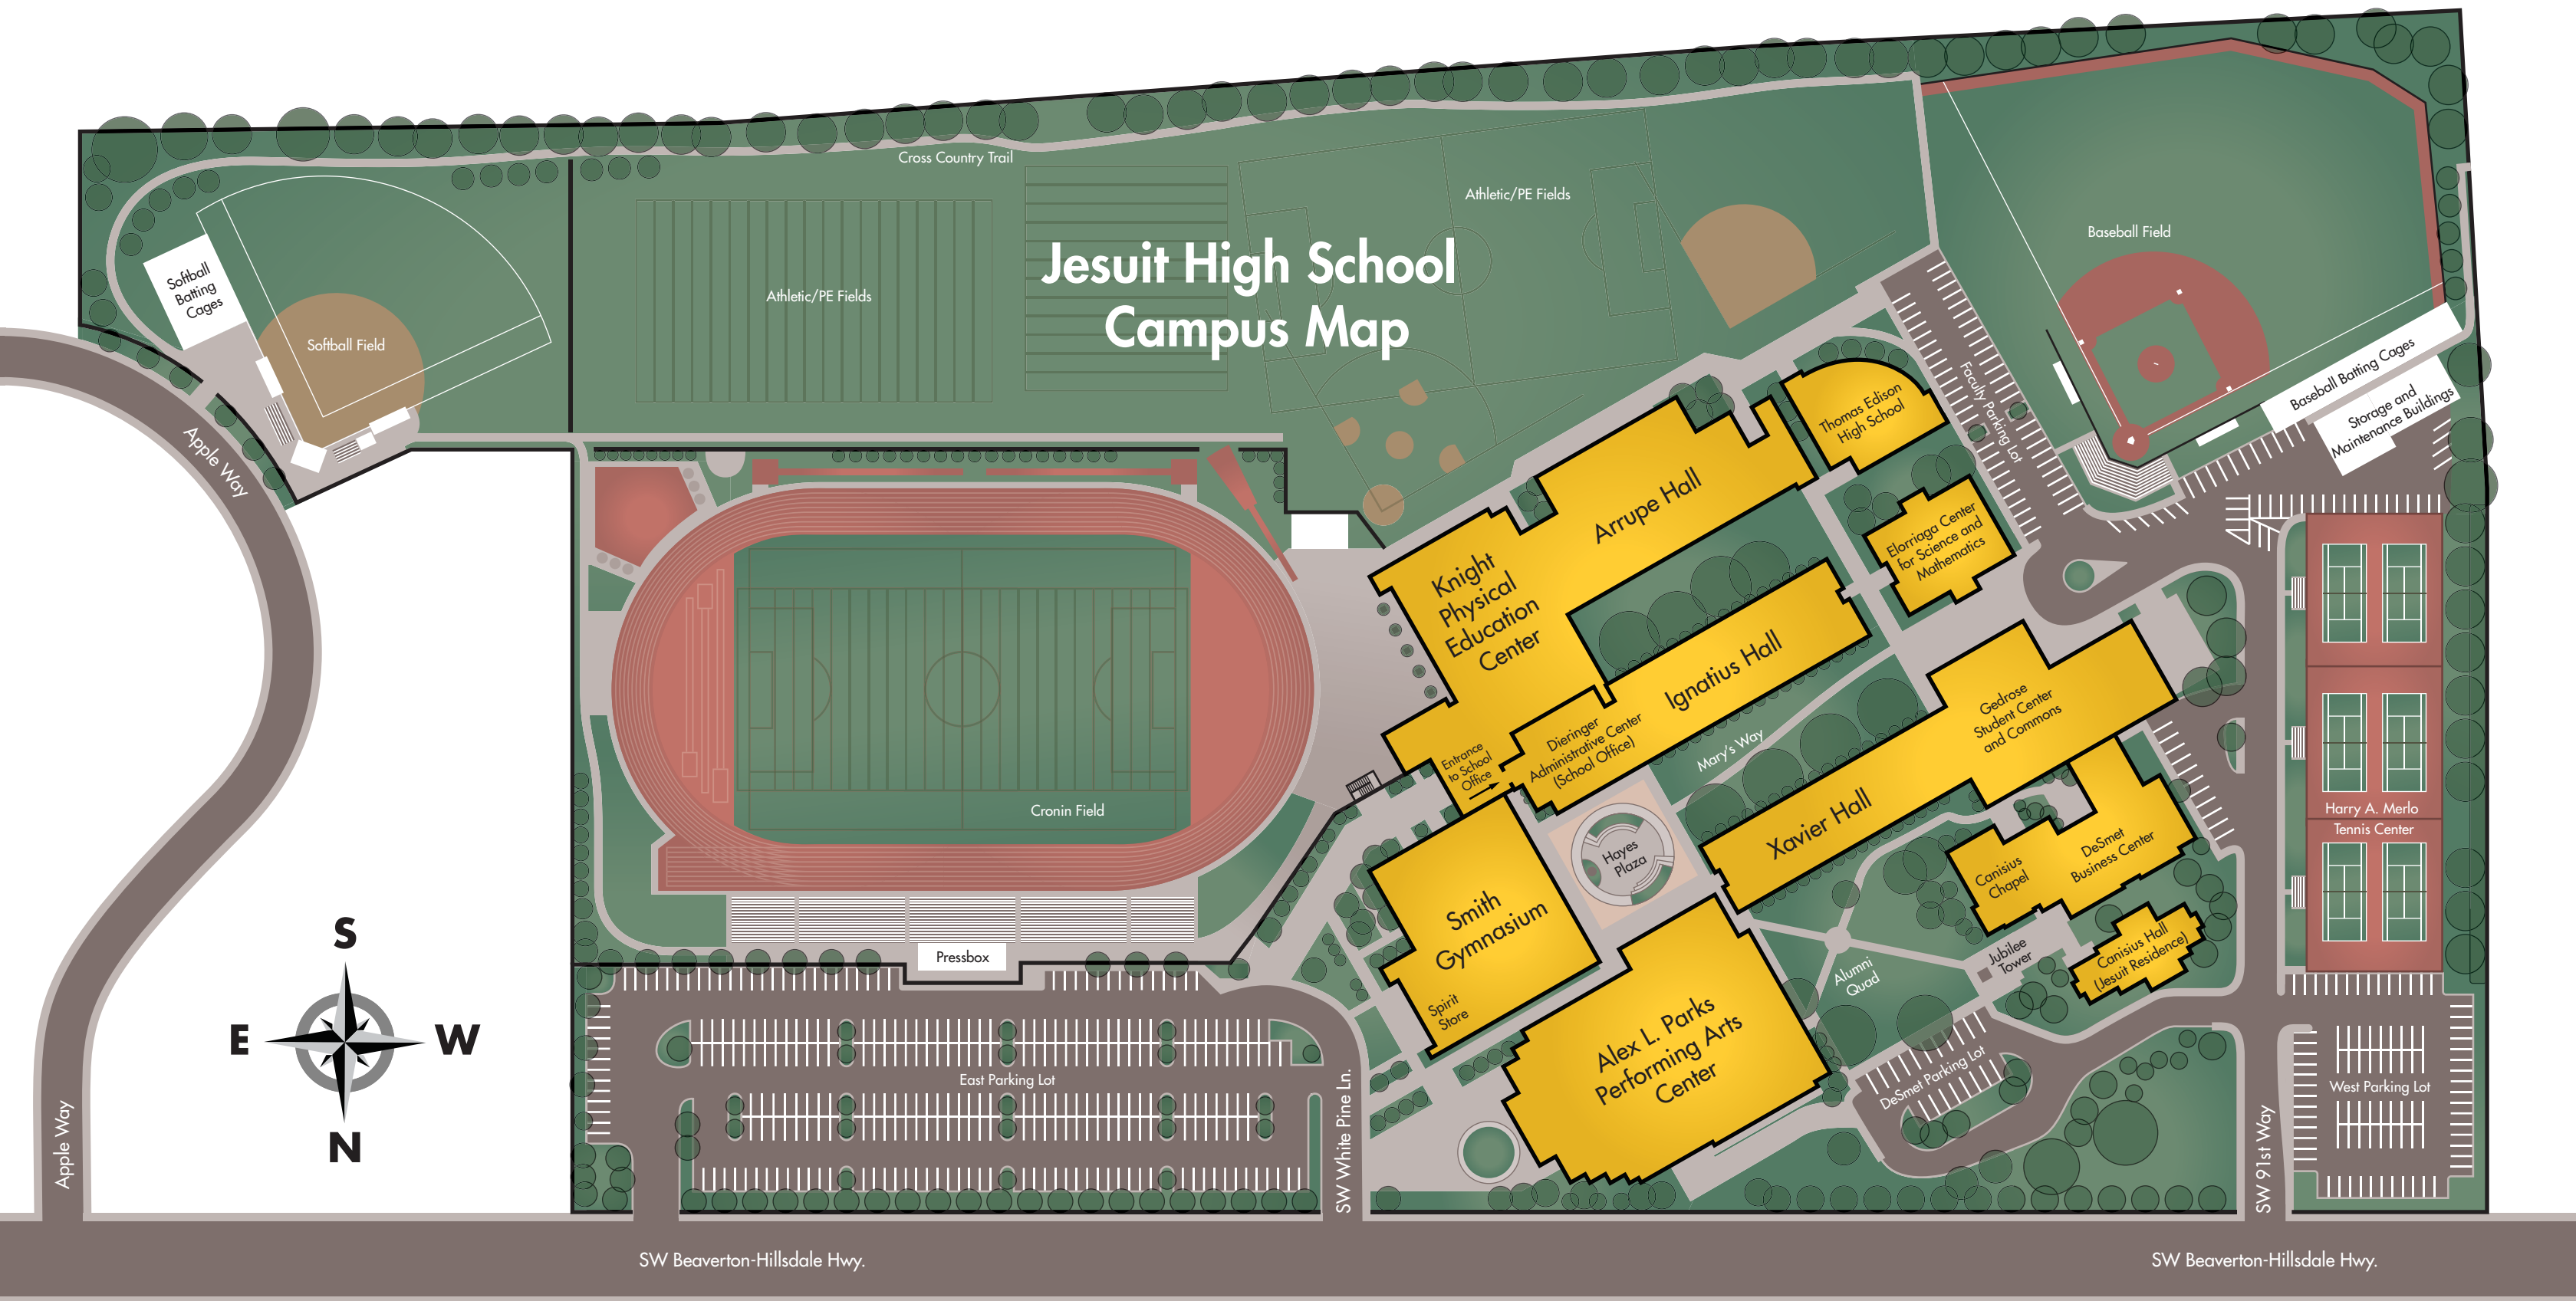 Jesuit High School
Campus Map
Cross Country Trail
Athletic/PE Fields
Athletic/PE Fields
Baseball Field
Softball
Batting
Cages
Softball Field
Baseball Batting Cages
Storage and
Maintenance Buildings
Faculty Parking Lot
Thomas Edison
High School
Arrupe Hall
Elorriaga Center
for Science and
Mathematics
Knight
Physical
Education
Center
Ignatius Hall
Entrance
to School
Office
Dieringer
Administrative Center
(School Office)
Mary's Way
Gedrose
Student Center
and Commons
Xavier Hall
Hayes
Plaza
Canisius
Chapel
DeSmet
Business Center
Harry A. Merlo
Tennis Center
Cronin Field
Smith
Gymnasium
Spirit
Store
Alex L. Parks
Performing Arts
Center
Alumni
Quad
Jubilee
Tower
Canisius Hall
(Jesuit Residence)
Pressbox
East Parking Lot
DeSmet Parking Lot
West Parking Lot
Apple Way
Apple Way
S
E
W
N
SW White Pine Ln.
SW 91st Way
SW Beaverton-Hillsdale Hwy.
SW Beaverton-Hillsdale Hwy.